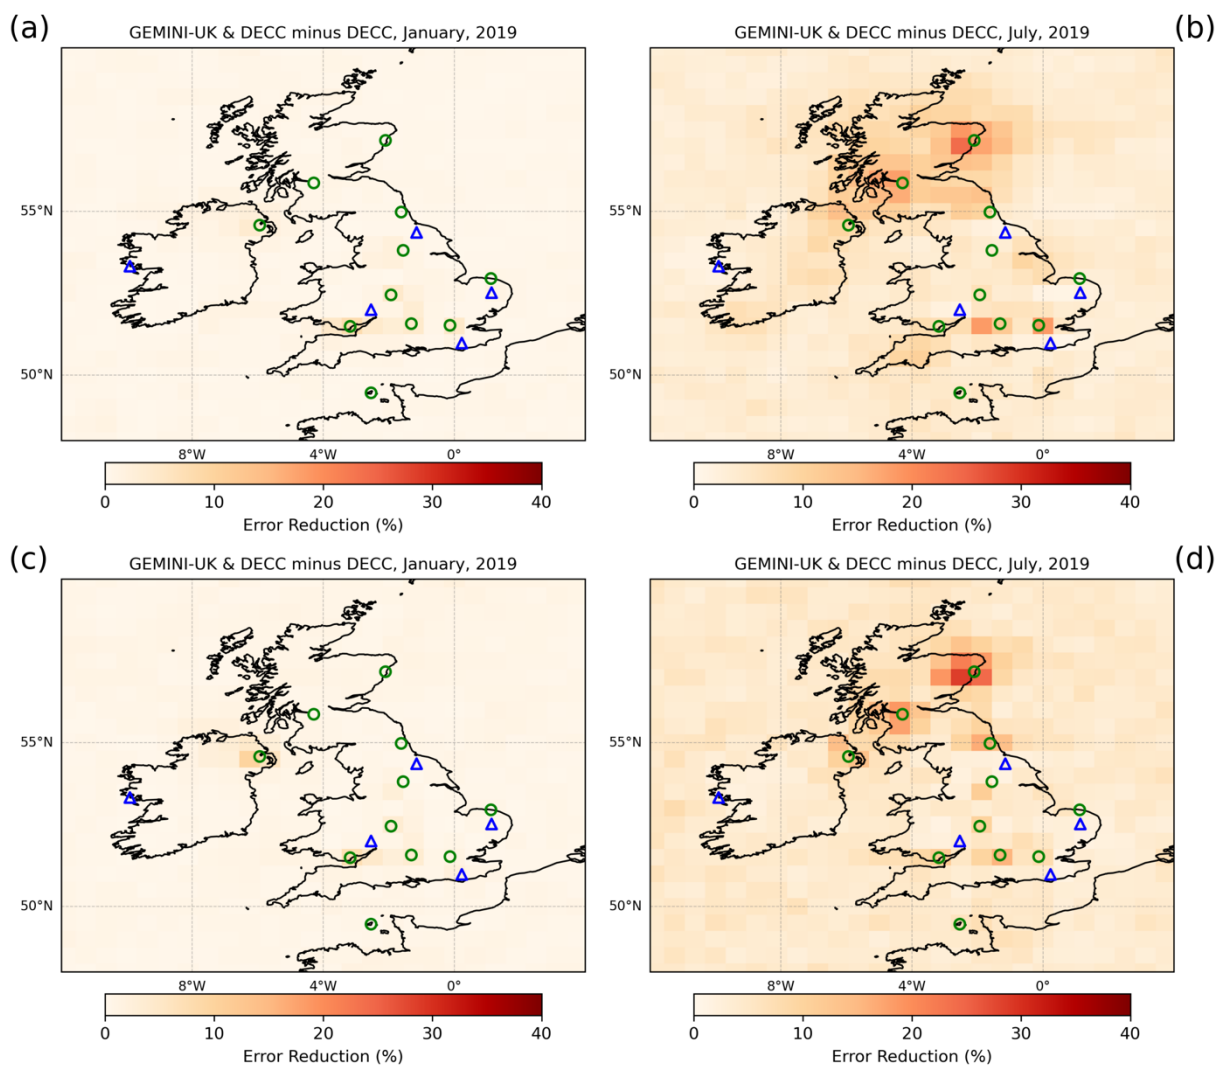 (a)
GEMINI-UK & DECC minus DECC, January, 2019
55°N
50°N
8°W 4°W 0°
0 10 20 30 40
Error Reduction (%)
(b)
GEMINI-UK & DECC minus DECC, July, 2019
55°N
50°N
8°W 4°W 0°
0 10 20 30 40
Error Reduction (%)
(c)
GEMINI-UK & DECC minus DECC, January, 2019
55°N
50°N
8°W 4°W 0°
0 10 20 30 40
Error Reduction (%)
(d)
GEMINI-UK & DECC minus DECC, July, 2019
55°N
50°N
8°W 4°W 0°
0 10 20 30 40
Error Reduction (%)